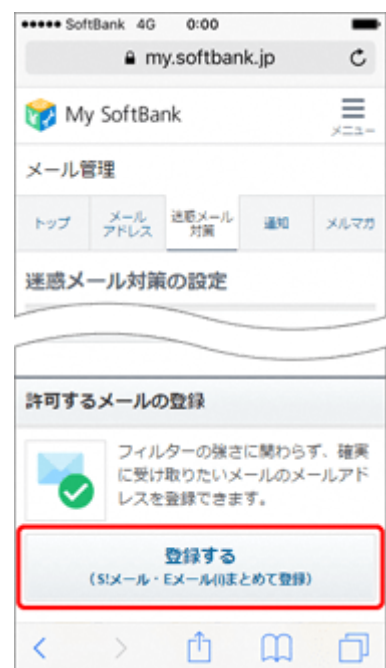 SoftBank 4G 0:00
my.softbank.jp
My SoftBank
メニュー
メール管理
トップ
メール
アドレス
迷惑メール
対策
通知
メルマガ
迷惑メール対策の設定
許可するメールの登録
フィルターの強さに関わらず、確実
に受け取りたいメールのメールアド
レスを登録できます。
登録する
(S!メール・Eメール(i)まとめて登録)